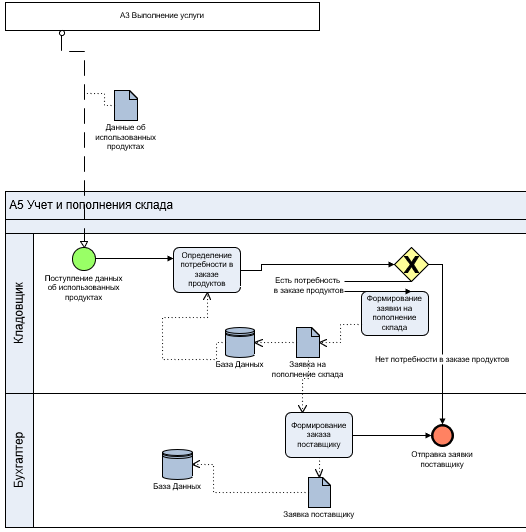 А3 Выполнение услуги
Данные об
использованных
продуктах
А5 Учет и пополнения склада
Кладовщик
Поступление данных
об использованных
продуктах
Определение
потребности в
заказе
продуктов
Есть потребность
в заказе продуктов
Формирование
заявки на
пополнение
склада
База Данных
Заявка на
пополнение склада
Нет потребности в заказе продуктов
Бухгалтер
Формирование
заказа
поставщику
Отправка заявки
поставщику
База Данных
Заявка поставщику